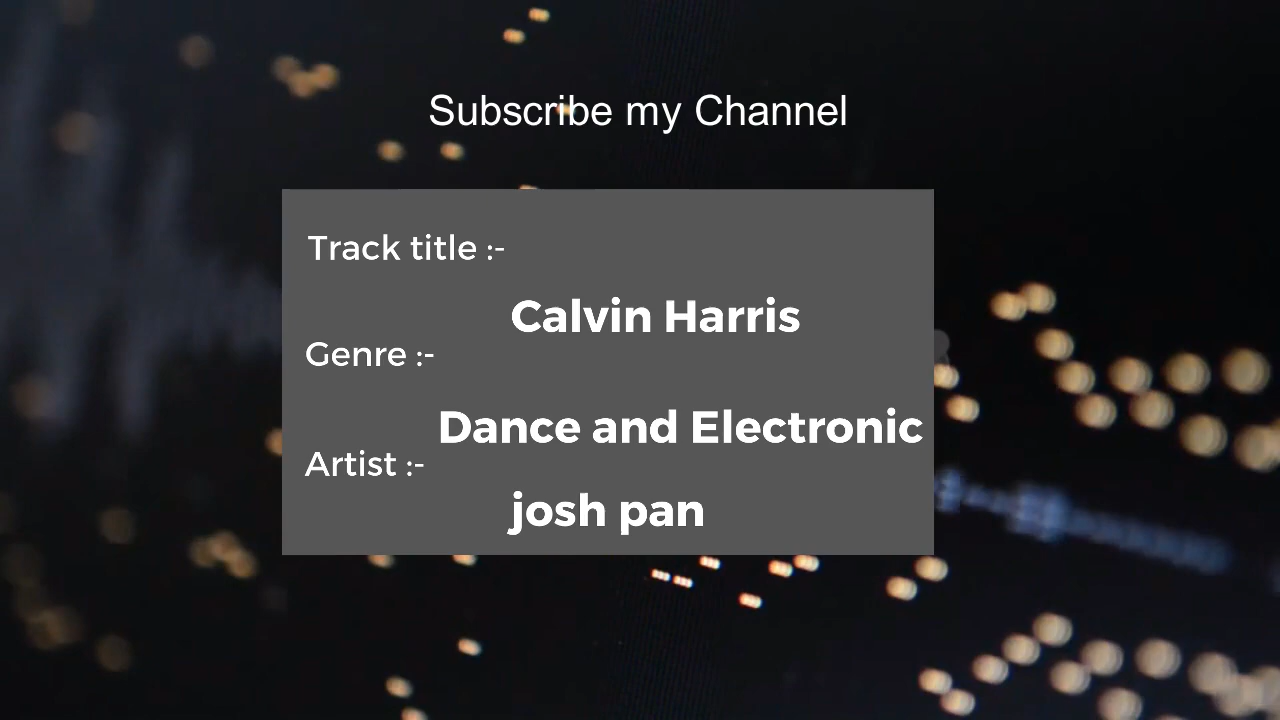 Subscribe my Channel
Track title :-
Calvin Harris
Genre :-
Dance and Electronic
Artist :-
josh pan